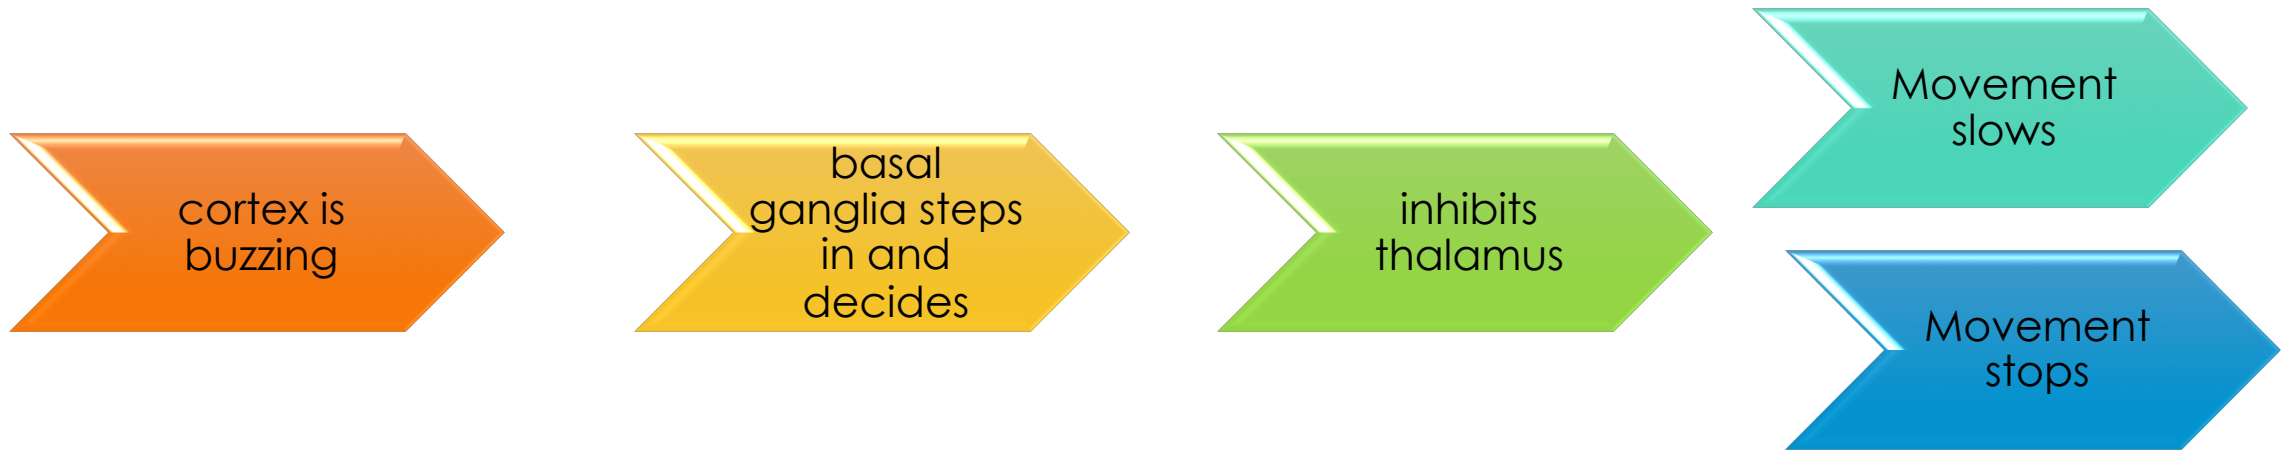 cortex is
buzzing
basal
ganglia steps
in and
decides
inhibits
thalamus
Movement
slows
Movement
stops